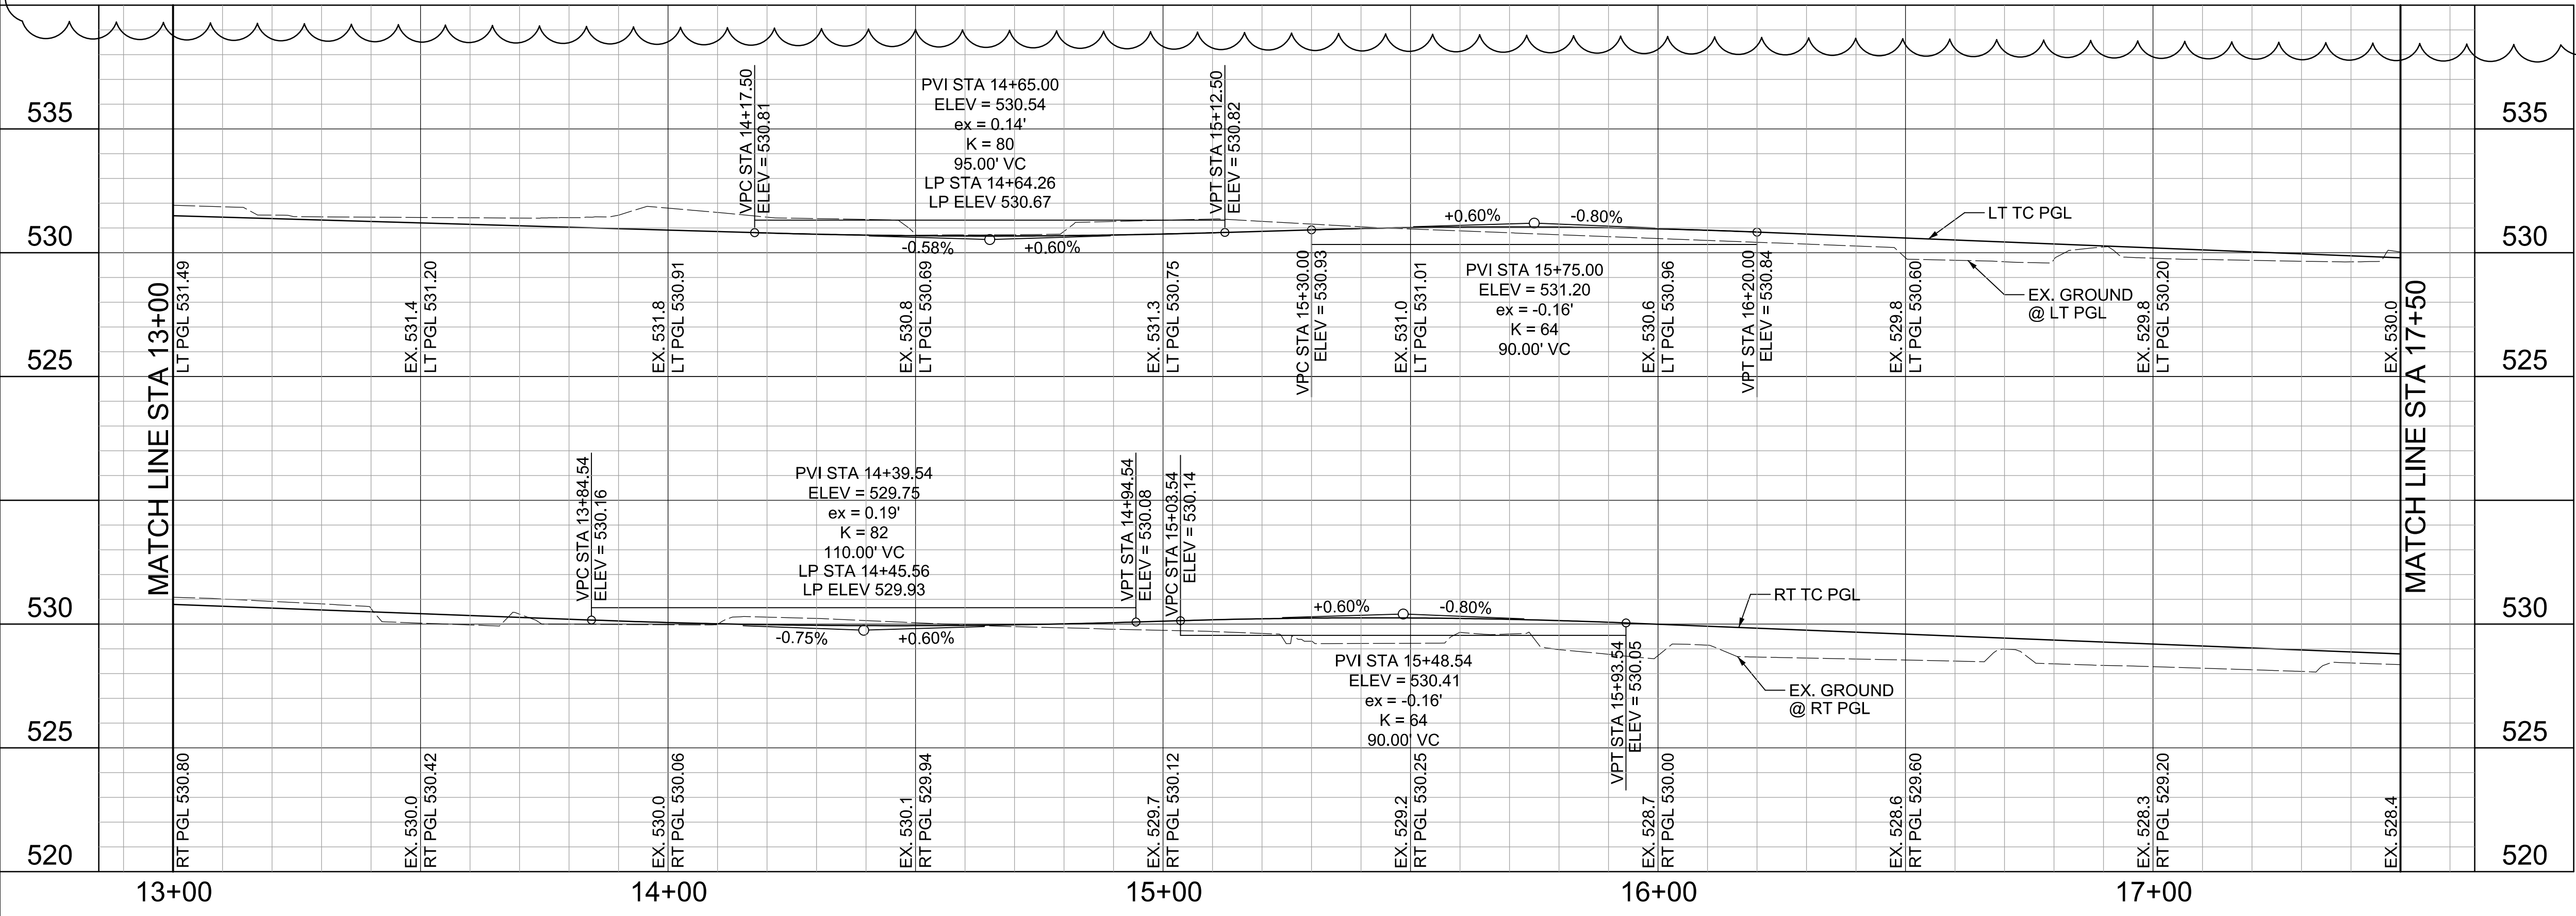 535
530
525
530
525
520
MATCH LINE STA 13+00
VPC STA 14+17.50
ELEV = 530.81
PVI STA 14+65.00
ELEV = 530.54
ex = 0.14'
K = 80
95.00' VC
LP STA 14+64.26
LP ELEV 530.67
VPT STA 15+12.50
ELEV = 530.82
-0.58%
+0.60%
+0.60%
-0.80%
LT TC PGL
VPC STA 15+30.00
ELEV = 530.93
PVI STA 15+75.00
ELEV = 531.20
ex = -0.16'
K = 64
90.00' VC
VPT STA 16+20.00
ELEV = 530.84
EX. GROUND
@ LT PGL
LT PGL 531.49
EX. 531.4
LT PGL 531.20
EX. 531.8
LT PGL 530.91
EX. 530.8
LT PGL 530.69
EX. 531.3
LT PGL 530.75
EX. 531.0
LT PGL 531.01
EX. 530.6
LT PGL 530.96
EX. 529.8
LT PGL 530.60
EX. 529.8
LT PGL 530.20
EX. 530.0
VPC STA 13+84.54
ELEV = 530.16
PVI STA 14+39.54
ELEV = 529.75
ex = 0.19'
K = 82
110.00' VC
LP STA 14+45.56
LP ELEV 529.93
VPT STA 14+94.54
ELEV = 530.08
VPC STA 15+03.54
ELEV = 530.14
-0.75%
+0.60%
+0.60%
-0.80%
RT TC PGL
PVI STA 15+48.54
ELEV = 530.41
ex = -0.16'
K = 64
90.00' VC
VPT STA 15+93.54
ELEV = 530.05
EX. GROUND
@ RT PGL
RT PGL 530.80
EX. 530.0
RT PGL 530.42
EX. 530.0
RT PGL 530.06
EX. 530.1
RT PGL 529.94
EX. 529.7
RT PGL 530.12
EX. 529.2
RT PGL 530.25
EX. 528.7
RT PGL 530.00
EX. 528.6
RT PGL 529.60
EX. 528.3
RT PGL 529.20
EX. 528.4
MATCH LINE STA 17+50
535
530
525
530
525
520
13+00
14+00
15+00
16+00
17+00